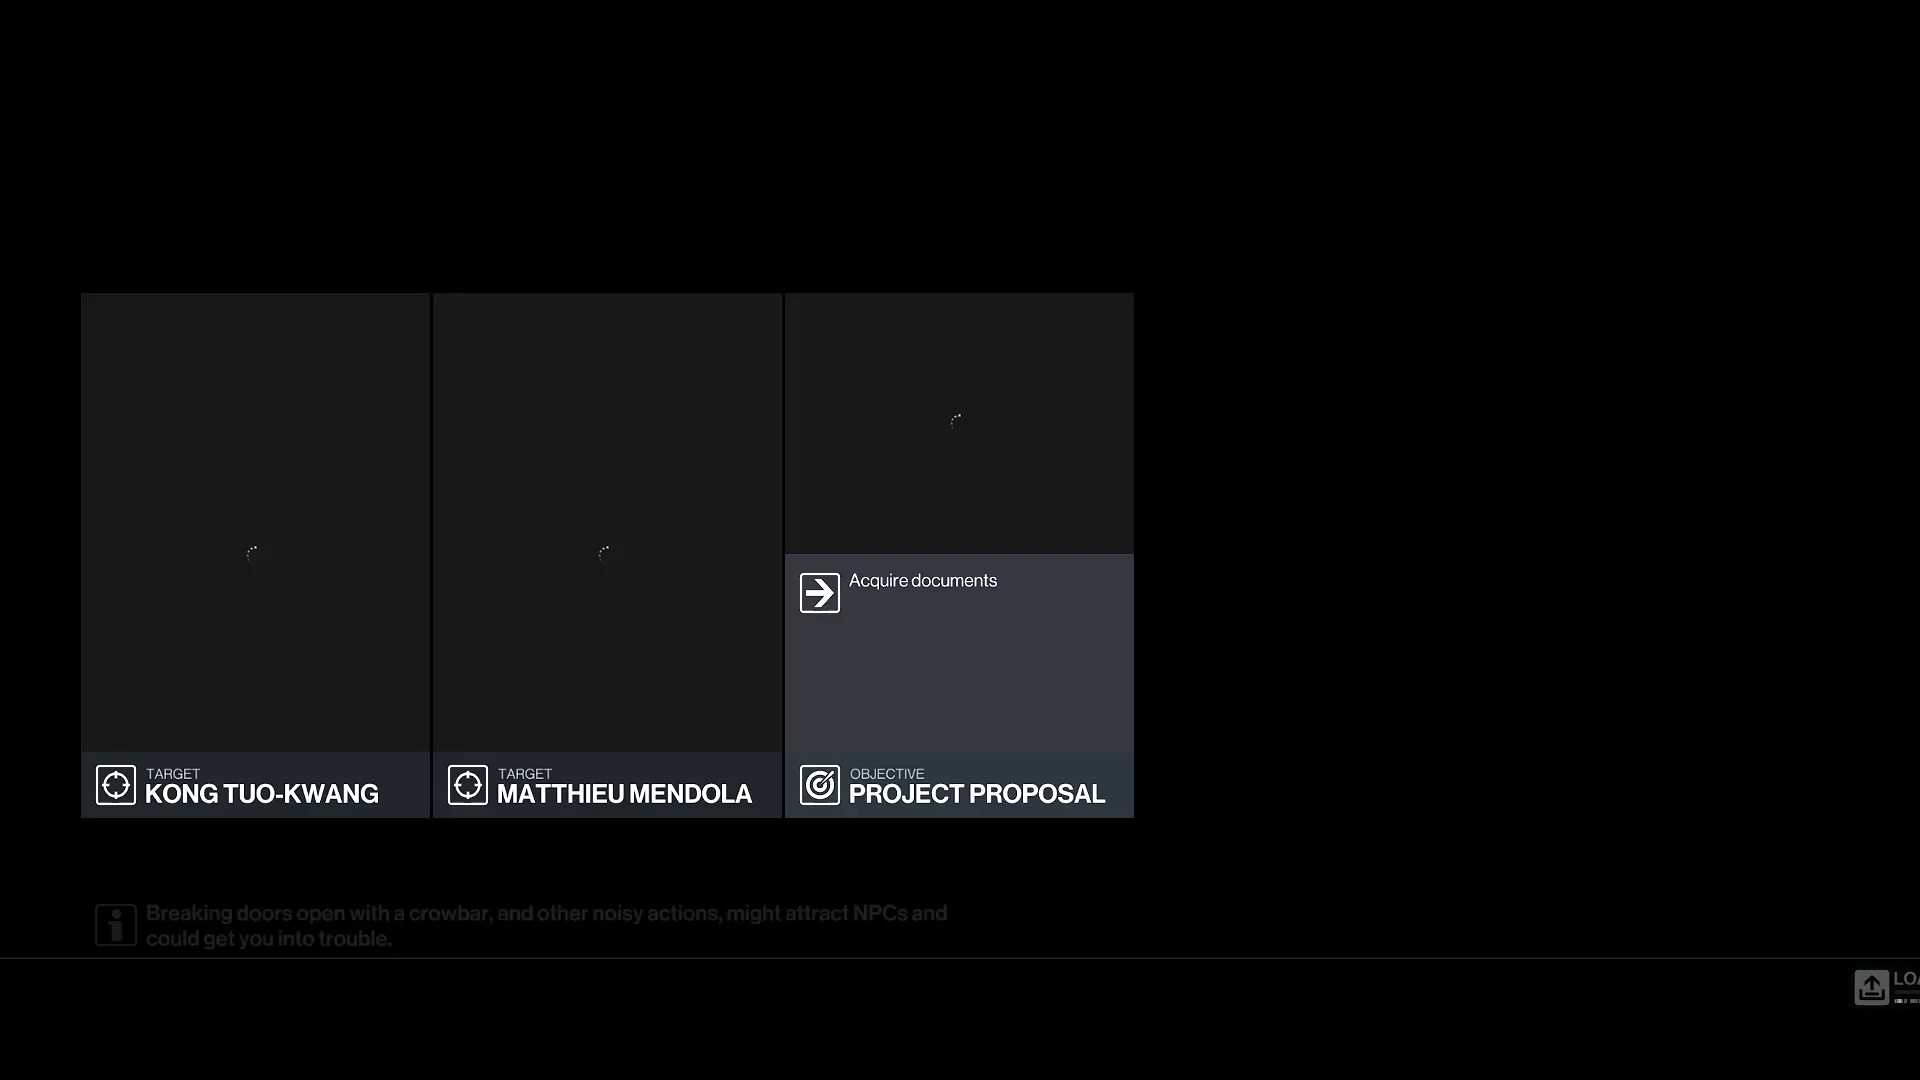 Acquire documents
TARGET
KONG TUO-KWANG
TARGET
MATTHIEU MENDOLA
OBJECTIVE
PROJECT PROPOSAL
Breaking doors open with a crowbar, and other noisy actions, might attract NPCs and
could get you into trouble.